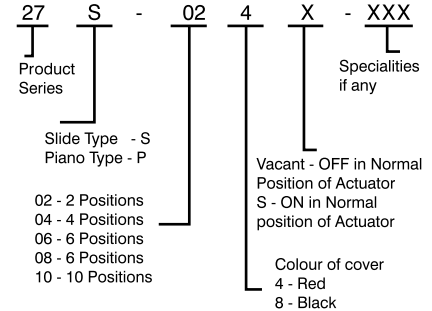 27 S - 02 4 X - XXX
Product
Series
Specialities
if any
Slide Type - S
Piano Type - P
Vacant - OFF in Normal
Position of Actuator
S - ON in Normal
position of Actuator
02 - 2 Positions
04 - 4 Positions
06 - 6 Positions
08 - 6 Positions
10 - 10 Positions
Colour of cover
4 - Red
8 - Black